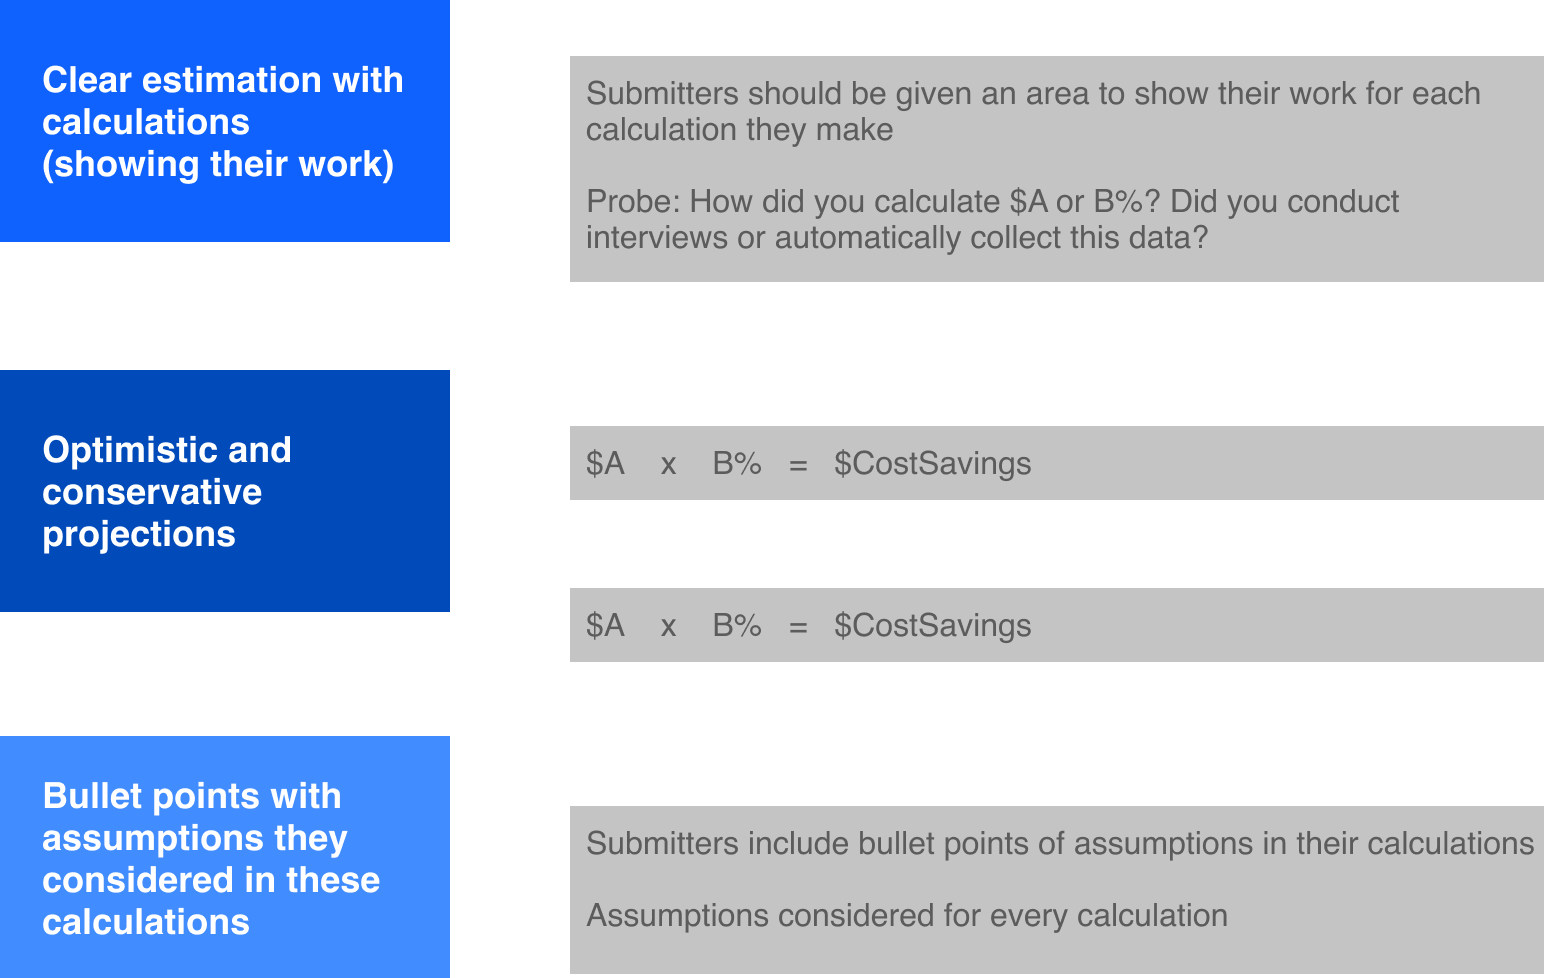 Clear estimation with
calculations
(showing their work)
Submitters should be given an area to show their work for each
calculation they make
Probe: How did you calculate $A or B%? Did you conduct
interviews or automatically collect this data?
Optimistic and
conservative
projections
$A x B% = $CostSavings
$A x B% = $CostSavings
Bullet points with
assumptions they
considered in these
calculations
Submitters include bullet points of assumptions in their calculations
Assumptions considered for every calculation